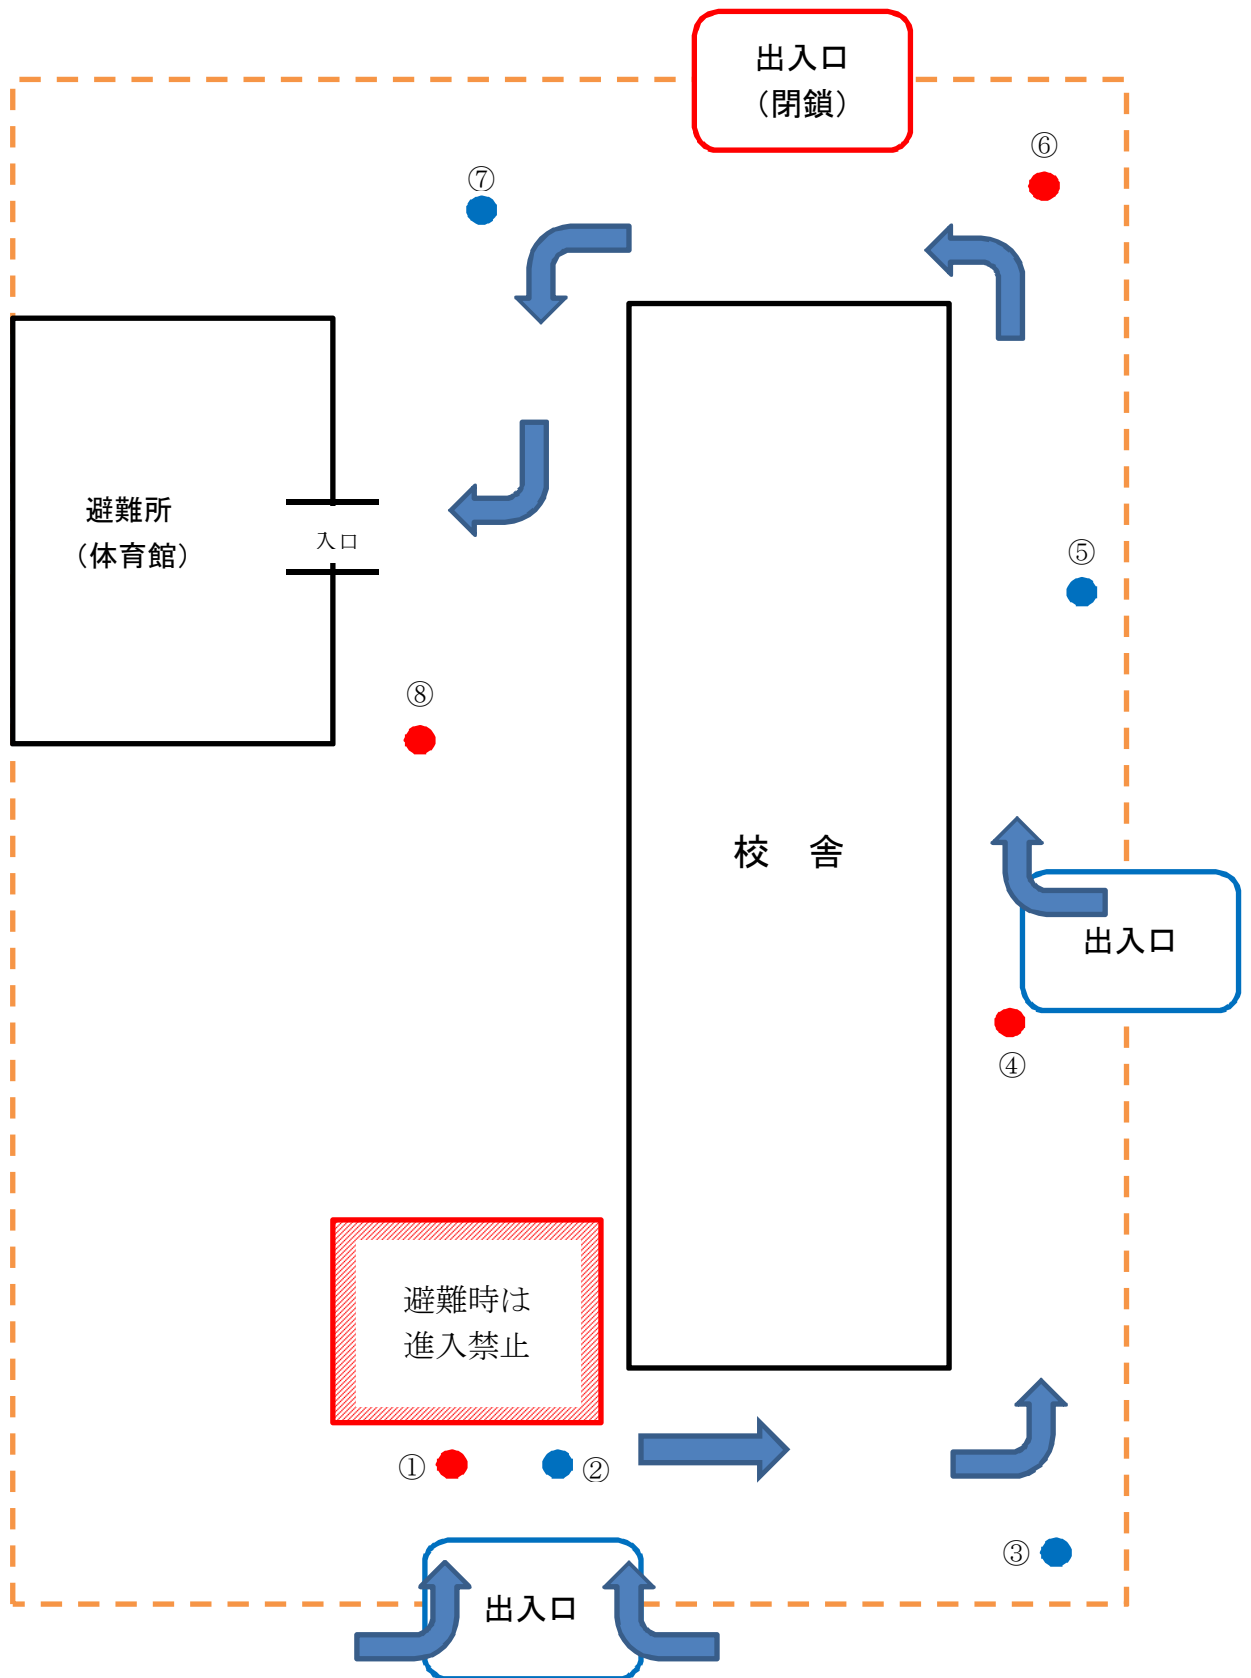 出入口
（閉鎖）
⑥
⑦
避難所
（体育館）
入口
⑤
⑧
校　舎
出入口
④
避難時は
進入禁止
①
②
③
出入口